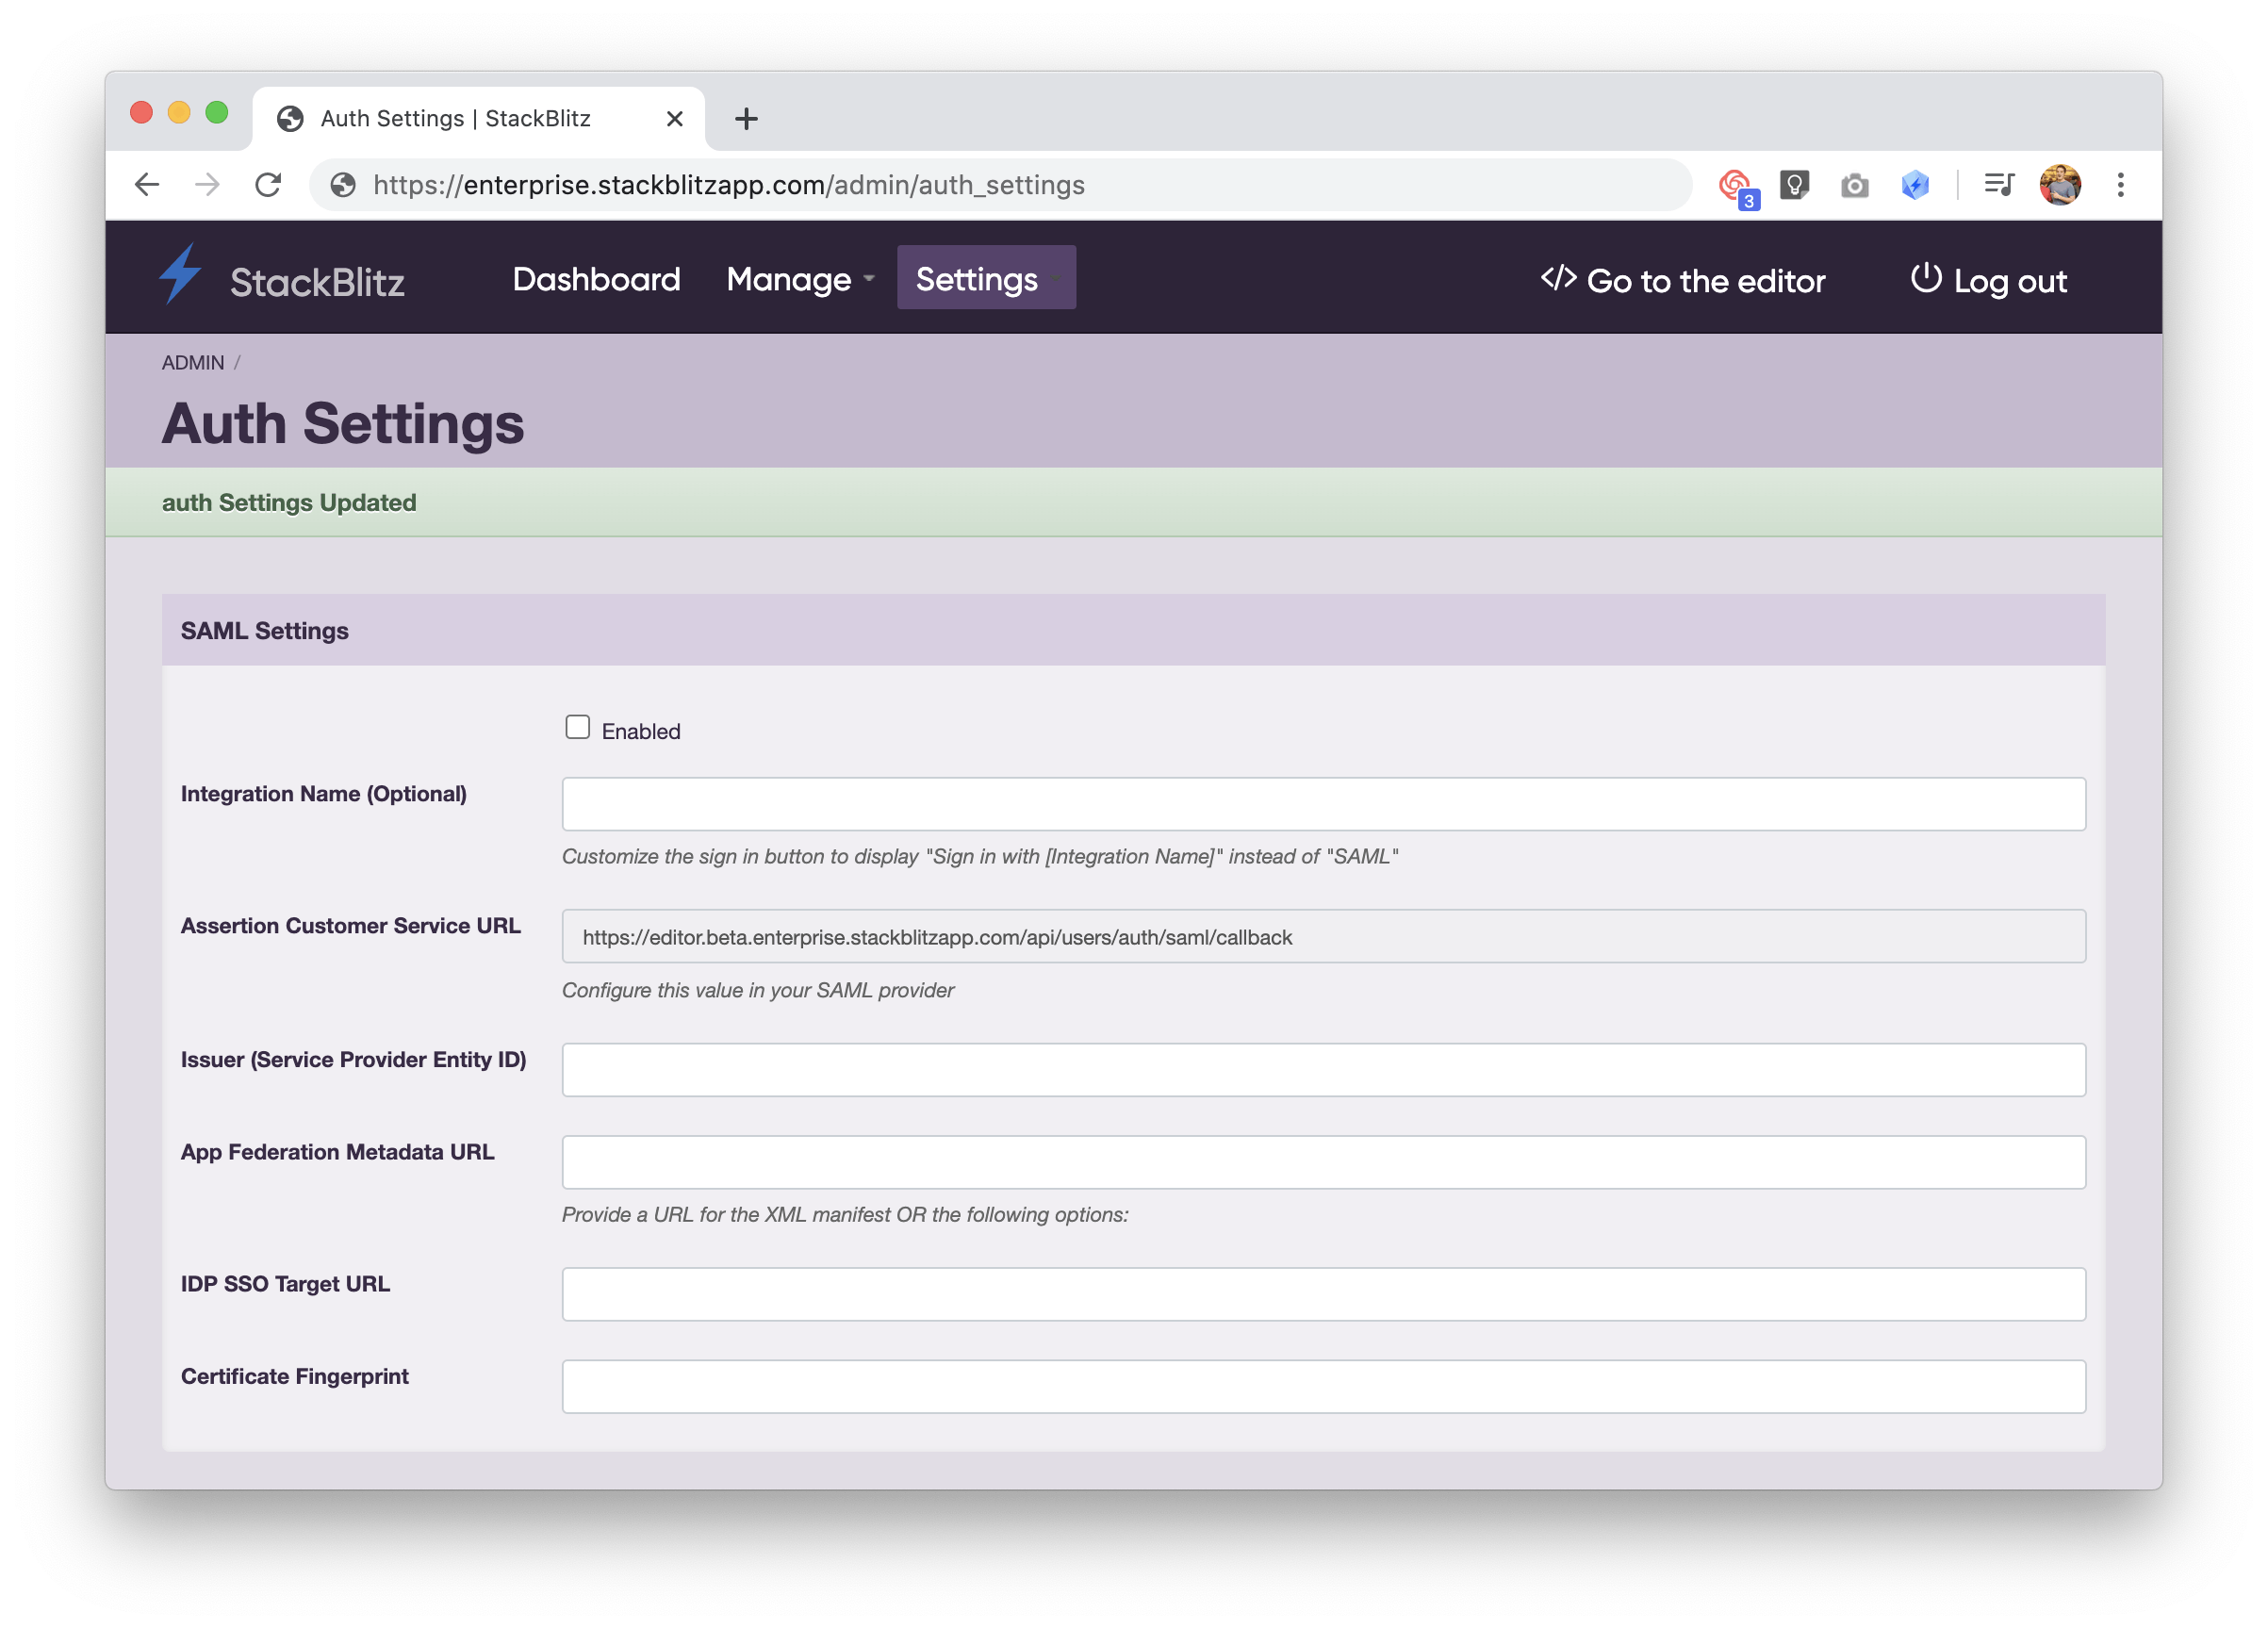 Auth Settings | StackBlitz
https://enterprise.stackblitzapp.com/admin/auth_settings
3
StackBlitz Dashboard Manage Settings </> Go to the editor Log out
ADMIN /
Auth Settings
auth Settings Updated
SAML Settings
Enabled
Integration Name (Optional)
Customize the sign in button to display "Sign in with [Integration Name]" instead of "SAML"
Assertion Customer Service URL
https://editor.beta.enterprise.stackblitzapp.com/api/users/auth/saml/callback
Configure this value in your SAML provider
Issuer (Service Provider Entity ID)
App Federation Metadata URL
Provide a URL for the XML manifest OR the following options:
IDP SSO Target URL
Certificate Fingerprint